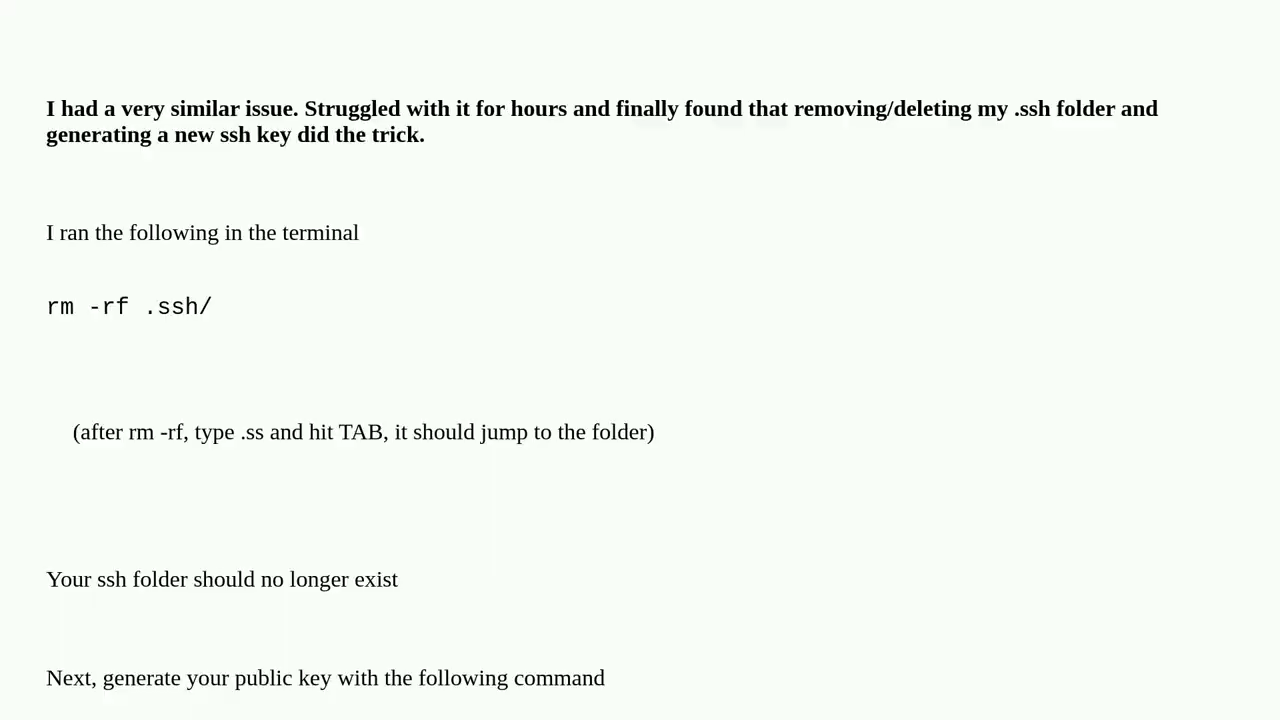 I had a very similar issue. Struggled with it for hours and finally found that removing/deleting my .ssh folder and
generating a new ssh key did the trick.
I ran the following in the terminal
rm -rf .ssh/
(after rm -rf, type .ss and hit TAB, it should jump to the folder)
Your ssh folder should no longer exist
Next, generate your public key with the following command